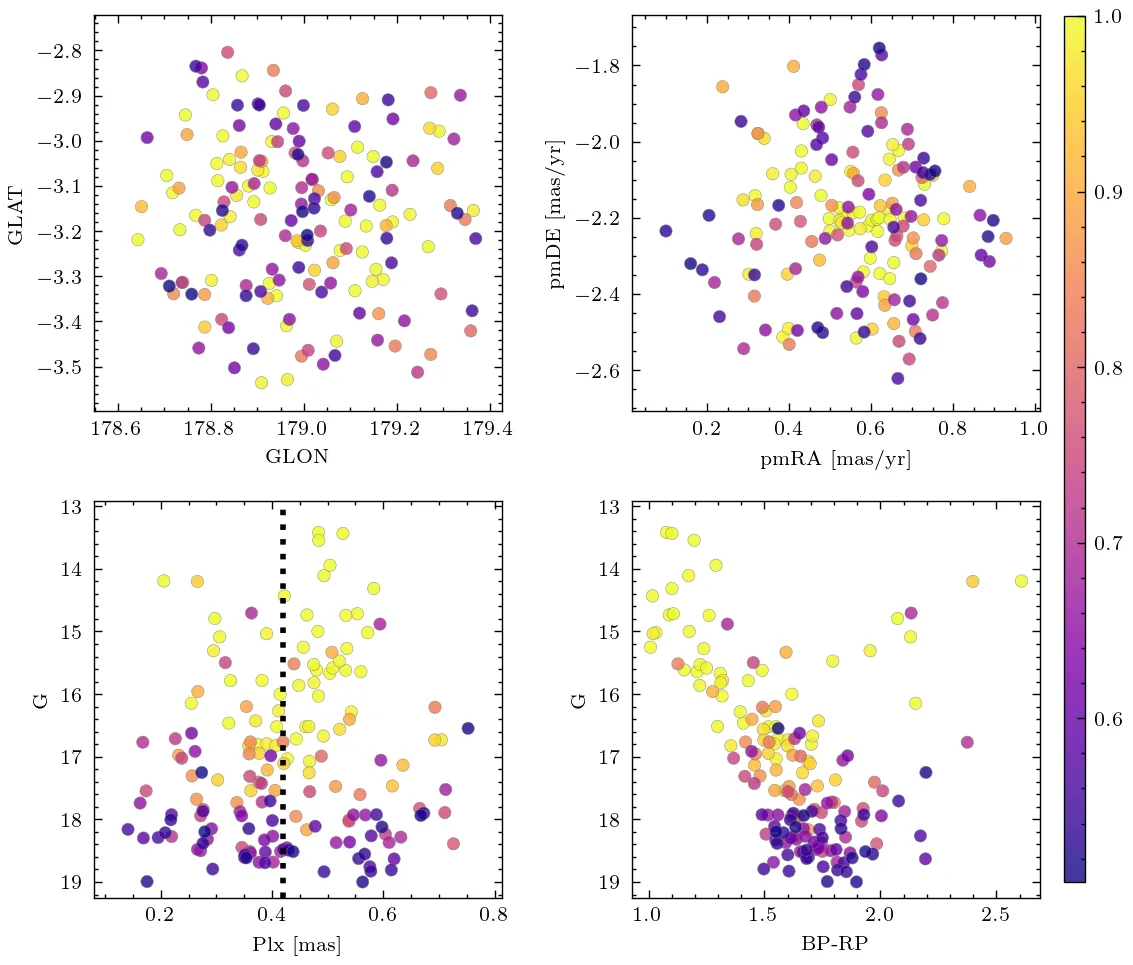 −2.8
−2.9
−3.0
−3.1
−3.2
−3.3
−3.4
−3.5
GLAT
178.6 178.8 179.0 179.2 179.4
GLON
−1.8
−2.0
−2.2
−2.4
−2.6
pmDE [mas/yr]
0.2 0.4 0.6 0.8 1.0
pmRA [mas/yr]
1.0
0.9
0.8
0.7
0.6
13
14
15
16
17
18
19
G
0.2 0.4 0.6 0.8
Plx [mas]
13
14
15
16
17
18
19
G
1.0 1.5 2.0 2.5
BP-RP